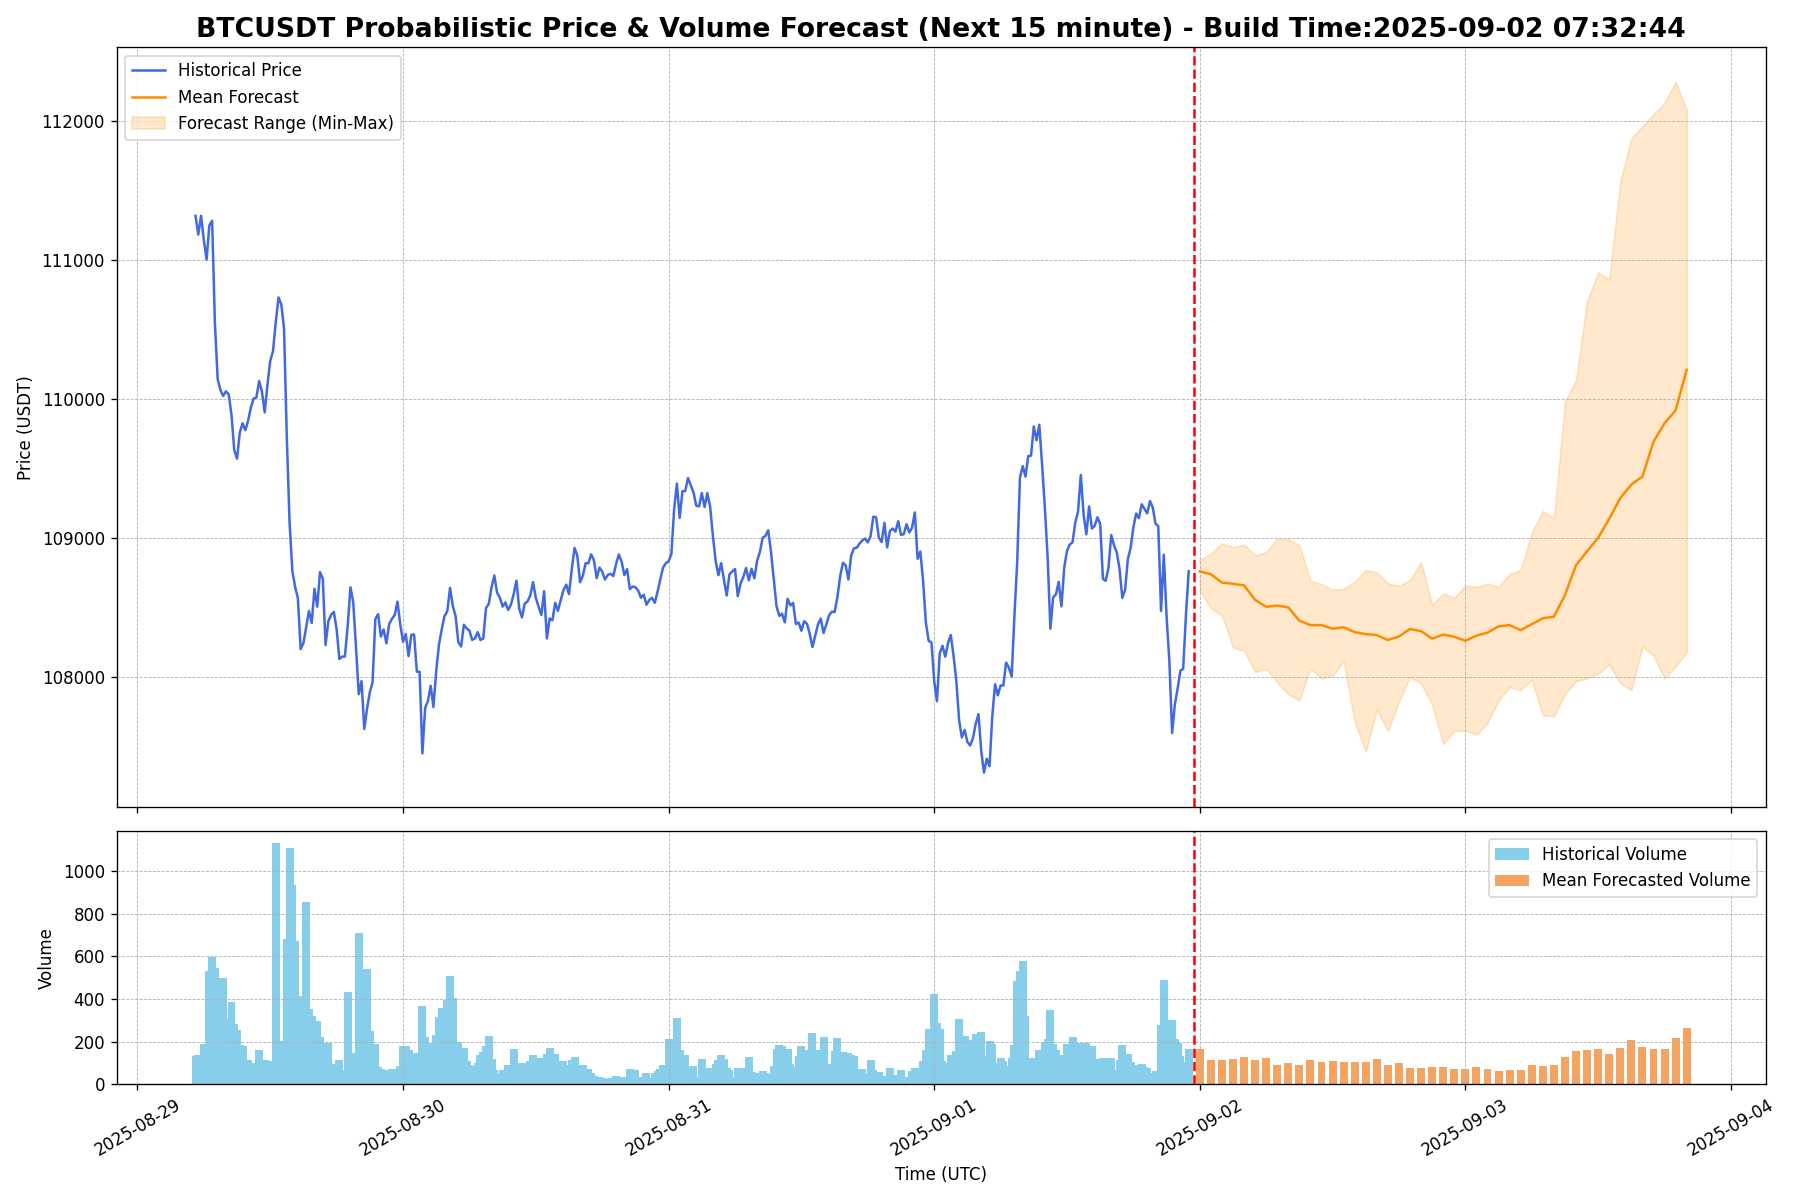 BTCUSDT Probabilistic Price & Volume Forecast (Next 15 minute) - Build Time:2025-09-02 07:32:44
Historical Price
Mean Forecast
Forecast Range (Min-Max)
112000
111000
110000
109000
108000
Price (USDT)
Historical Volume
Mean Forecasted Volume
1000
800
600
400
200
0
Volume
2025-08-29
2025-08-30
2025-08-31
2025-09-01
2025-09-02
2025-09-03
2025-09-04
Time (UTC)